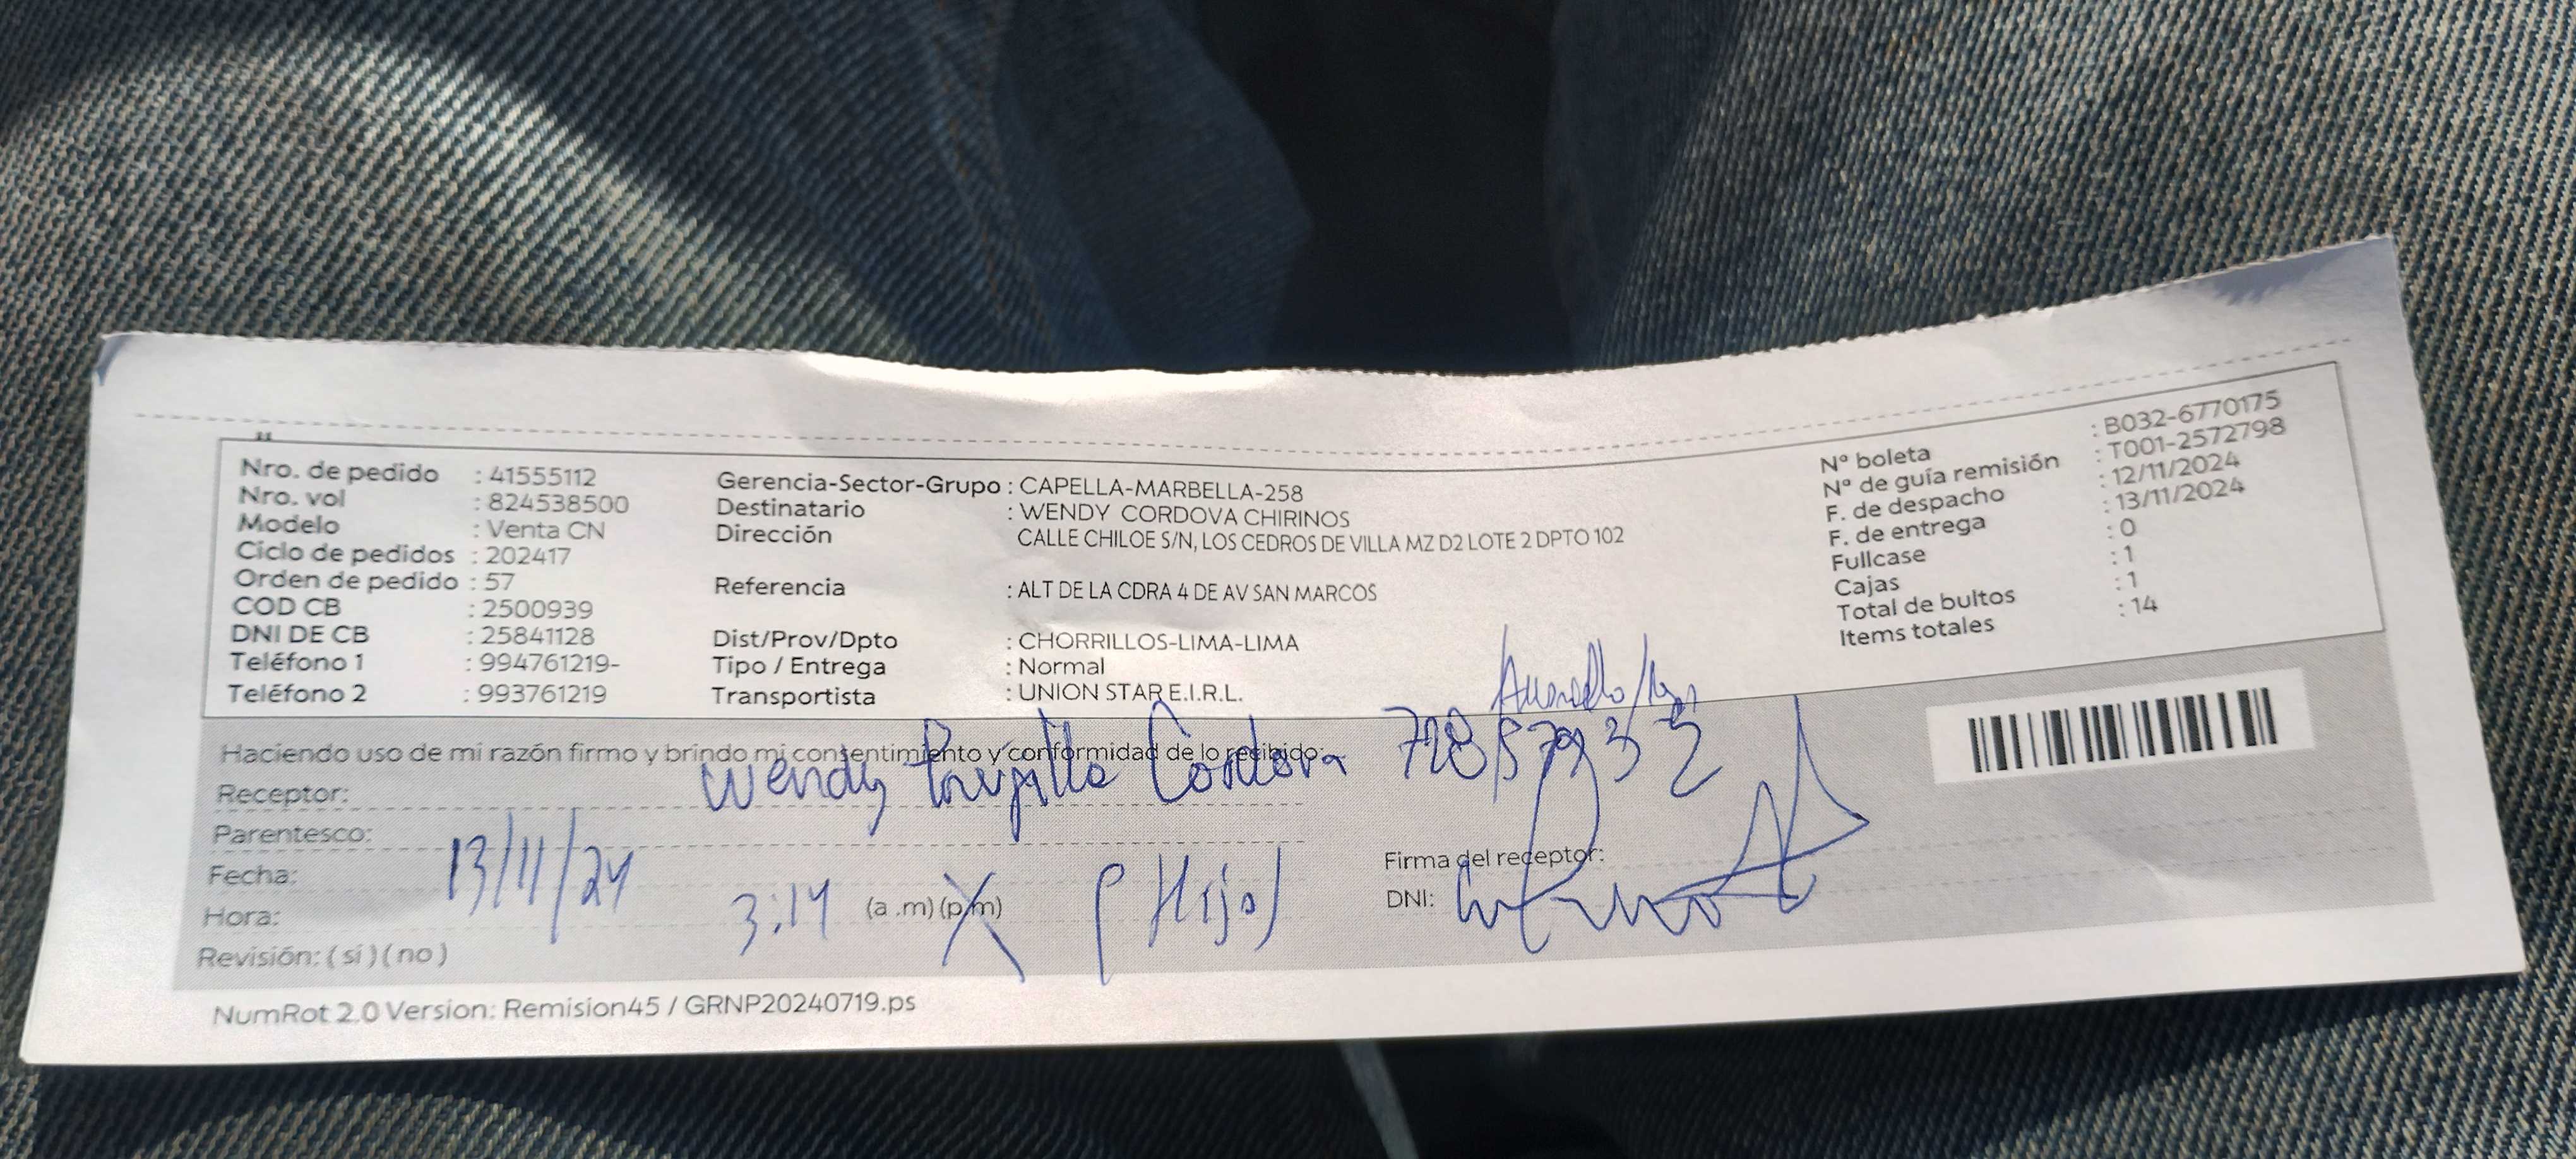 Nro. de pedido : 41555112
Nro. vol : 824538500
Modelo : Venta CN
Ciclo de pedidos : 202417
Orden de pedido : 57
COD CB : 2500939
DNI DE CB : 25841128
Teléfono 1 : 994761219-
Teléfono 2 : 993761219
Gerencia-Sector-Grupo : CAPELLA-MARBELLA-258
Destinatario : WENDY CORDOVA CHIRINOS
Dirección CALLE CHILOE S/N, LOS CEDROS DE VILLA MZ D2 LOTE 2 DPTO 102
Referencia : ALT DE LA CDRA 4 DE AV SAN MARCOS
Dist/Prov/Dpto : CHORRILLOS-LIMA-LIMA
Tipo / Entrega : Normal
Transportista : UNION STAR E.I.R.L.
Nº boleta : B032-6770175
Nº de guía remisión : T001-2572798
F. de despacho : 12/11/2024
F. de entrega : 13/11/2024
Fullcase : 0
Cajas : 1
Total de bultos : 1
Items totales : 14
Haciendo uso de mi razón firmo y brindo mi consentimiento y conformidad de lo recibido:
Receptor: Wendy Trujillo Cordova
Parentesco:
Fecha: 13/11/24
Hora: 3:14 (a .m) (p.m) (Hija)
Revisión: ( si ) ( no )
Firma del receptor:
DNI:
NumRot 2.0 Version: Remision45 / GRNP20240719.ps